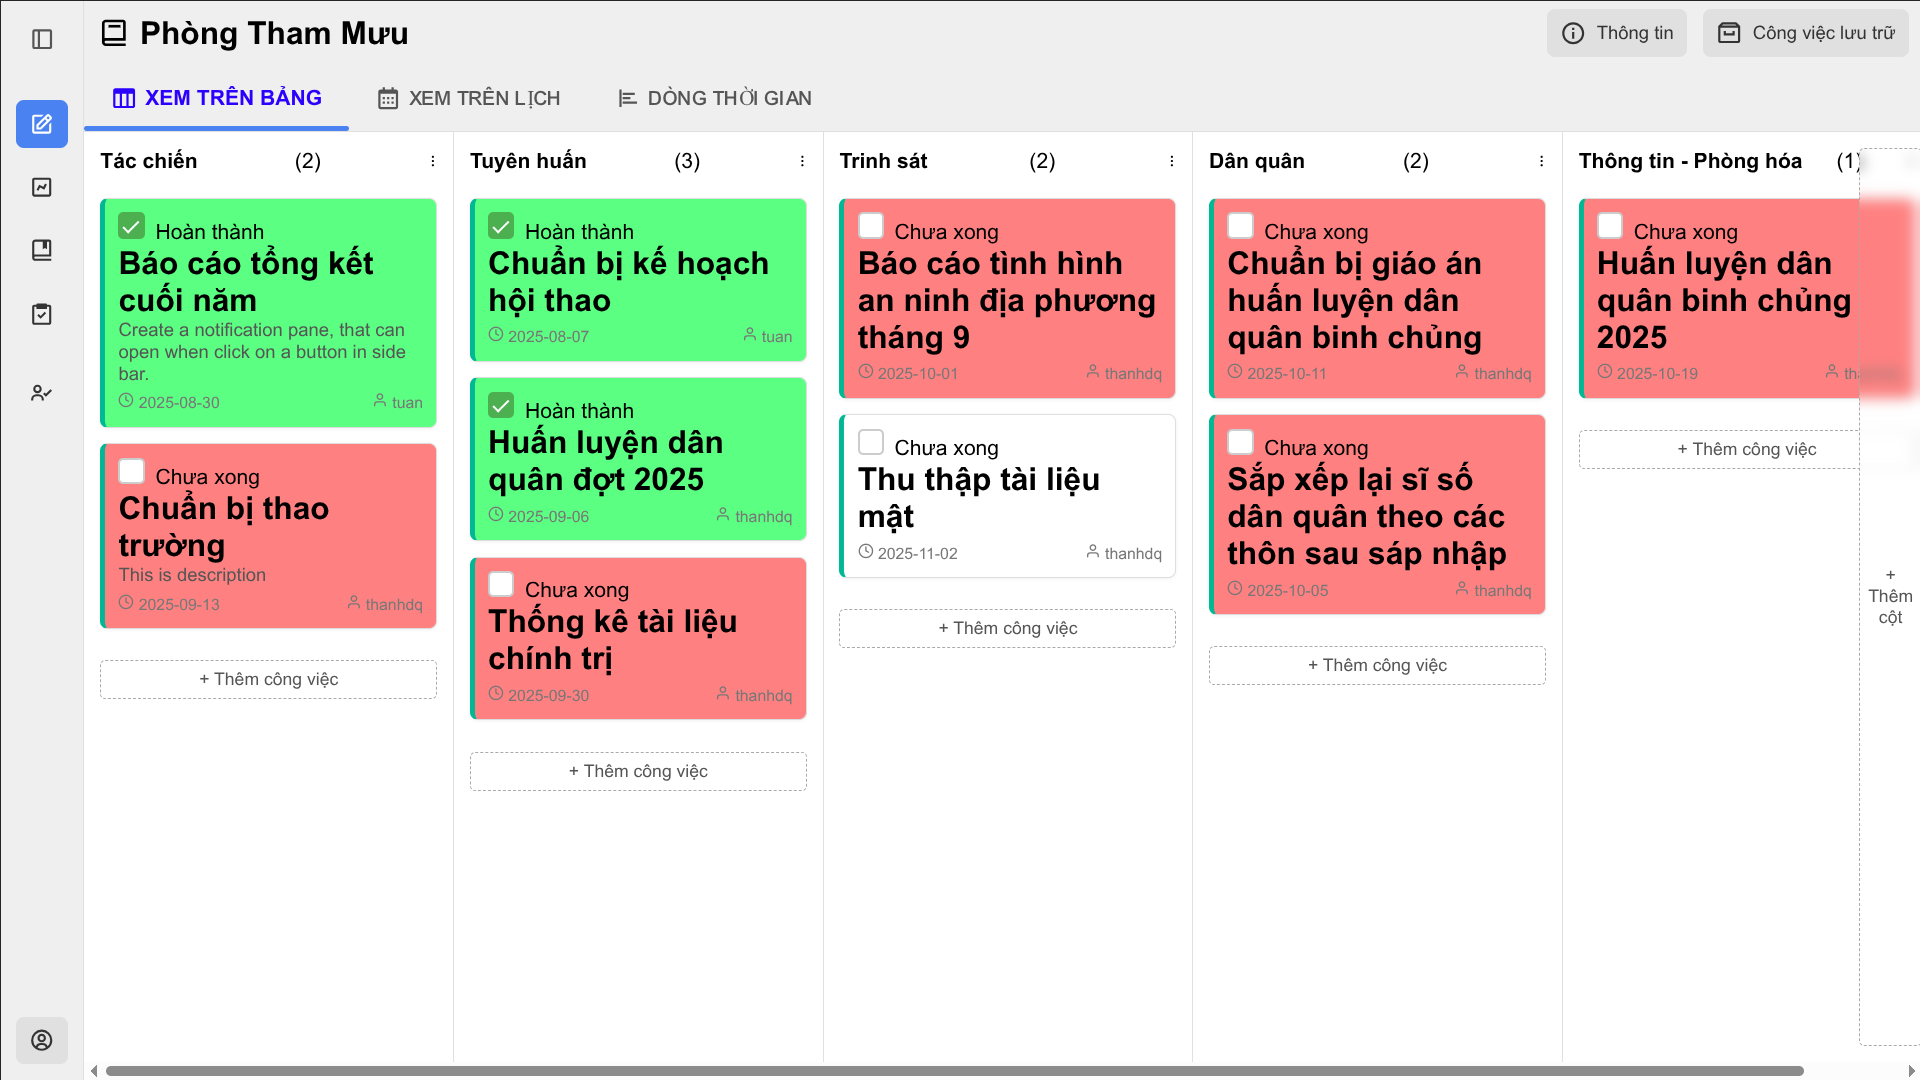 Phòng Tham Mưu
Thông tin
Công việc lưu trữ
XEM TRÊN BẢNG
XEM TRÊN LỊCH
DÒNG THỜI GIAN
Tác chiến (2)
Hoàn thành
Báo cáo tổng kết
cuối năm
Create a notification pane, that can
open when click on a button in side
bar.
2025-08-30 tuan
Chưa xong
Chuẩn bị thao
trường
This is description
2025-09-13 thanhdq
+ Thêm công việc
Tuyên huấn (3)
Hoàn thành
Chuẩn bị kế hoạch
hội thao
2025-08-07 tuan
Hoàn thành
Huấn luyện dân
quân đợt 2025
2025-09-06 thanhdq
Chưa xong
Thống kê tài liệu
chính trị
2025-09-30 thanhdq
+ Thêm công việc
Trinh sát (2)
Chưa xong
Báo cáo tình hình
an ninh địa phương
tháng 9
2025-10-01 thanhdq
Chưa xong
Thu thập tài liệu
mật
2025-11-02 thanhdq
+ Thêm công việc
Dân quân (2)
Chưa xong
Chuẩn bị giáo án
huấn luyện dân
quân binh chủng
2025-10-11 thanhdq
Chưa xong
Sắp xếp lại sĩ số
dân quân theo các
thôn sau sáp nhập
2025-10-05 thanhdq
+ Thêm công việc
Thông tin - Phòng hóa (1)
Chưa xong
Huấn luyện dân
quân binh chủng
2025
2025-10-19
+ Thêm công việc
+
Thêm
cột